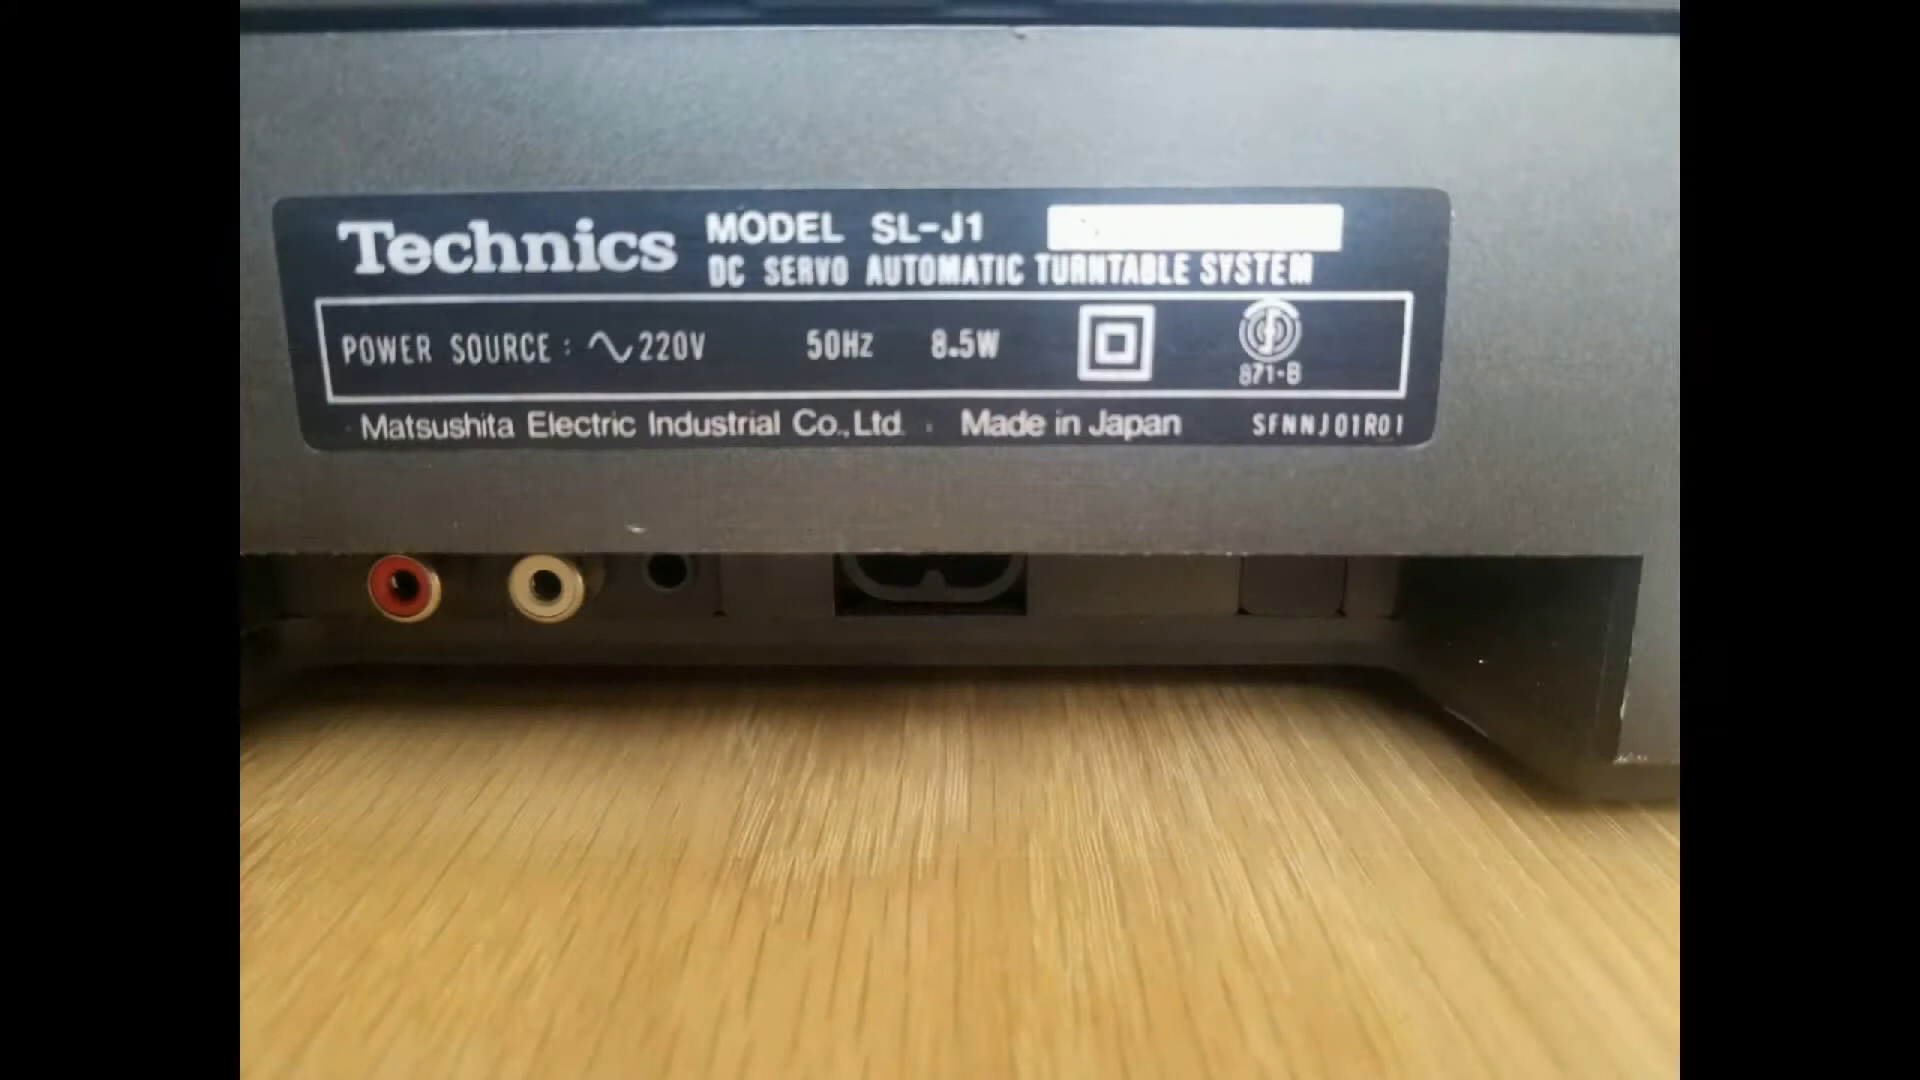 Technics MODEL SL-J1
DC SERVO AUTOMATIC TURNTABLE SYSTEM
POWER SOURCE : ∿220V 50Hz 8.5W
871-B
Matsushita Electric Industrial Co., Ltd. Made in Japan SFNNJ01R01